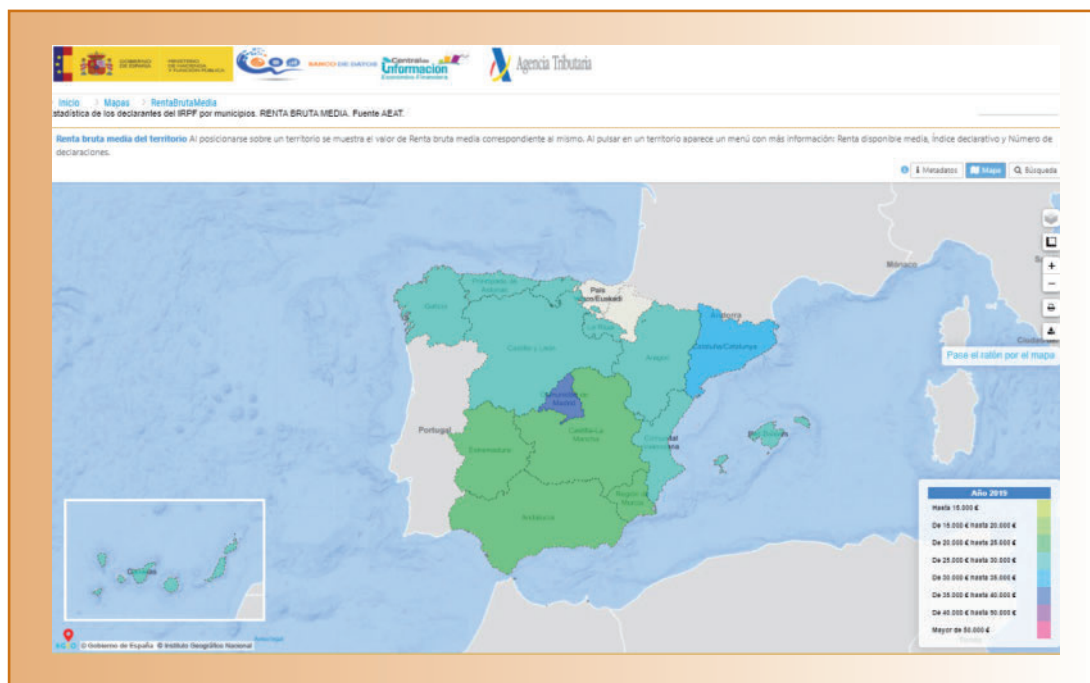 GOBIERNO DE ESPAÑA
MINISTERIO DE HACIENDA Y FUNCIÓN PÚBLICA
BANCO DE DATOS
Central de Información
Económico Financiera
Agencia Tributaria
Inicio > Mapas > RentaBrutaMedia
stadística de los declarantes del IRPF por municipios. RENTA BRUTA MEDIA. Fuente AEAT.
Renta bruta media del territorio Al posicionarse sobre un territorio se muestra el valor de Renta bruta media correspondiente al mismo. Al pulsar en un territorio aparece un menú con más información: Renta disponible media, Índice declarativo y Número de
declaraciones.
Metadatos Mapa Búsqueda
Mónaco
Principado de Asturias
País
Vasco/Euskadi
Galicia
La Rioja
Andorra
Cataluña/Catalunya
Castilla y León
Aragón
Pase el ratón por el mapa
Comunidad de Madrid
Portugal
Castilla-La Mancha
Extremadura
Región de Murcia
Andalucía
Canarias
Año 2019
Hasta 15.000 €
De 15.000 € hasta 20.000 €
De 20.000 € hasta 25.000 €
De 25.000 € hasta 30.000 €
De 30.000 € hasta 35.000 €
De 35.000 € hasta 40.000 €
De 40.000 € hasta 50.000 €
Mayor de 50.000 €
© Gobierno de España © Instituto Geográfico Nacional